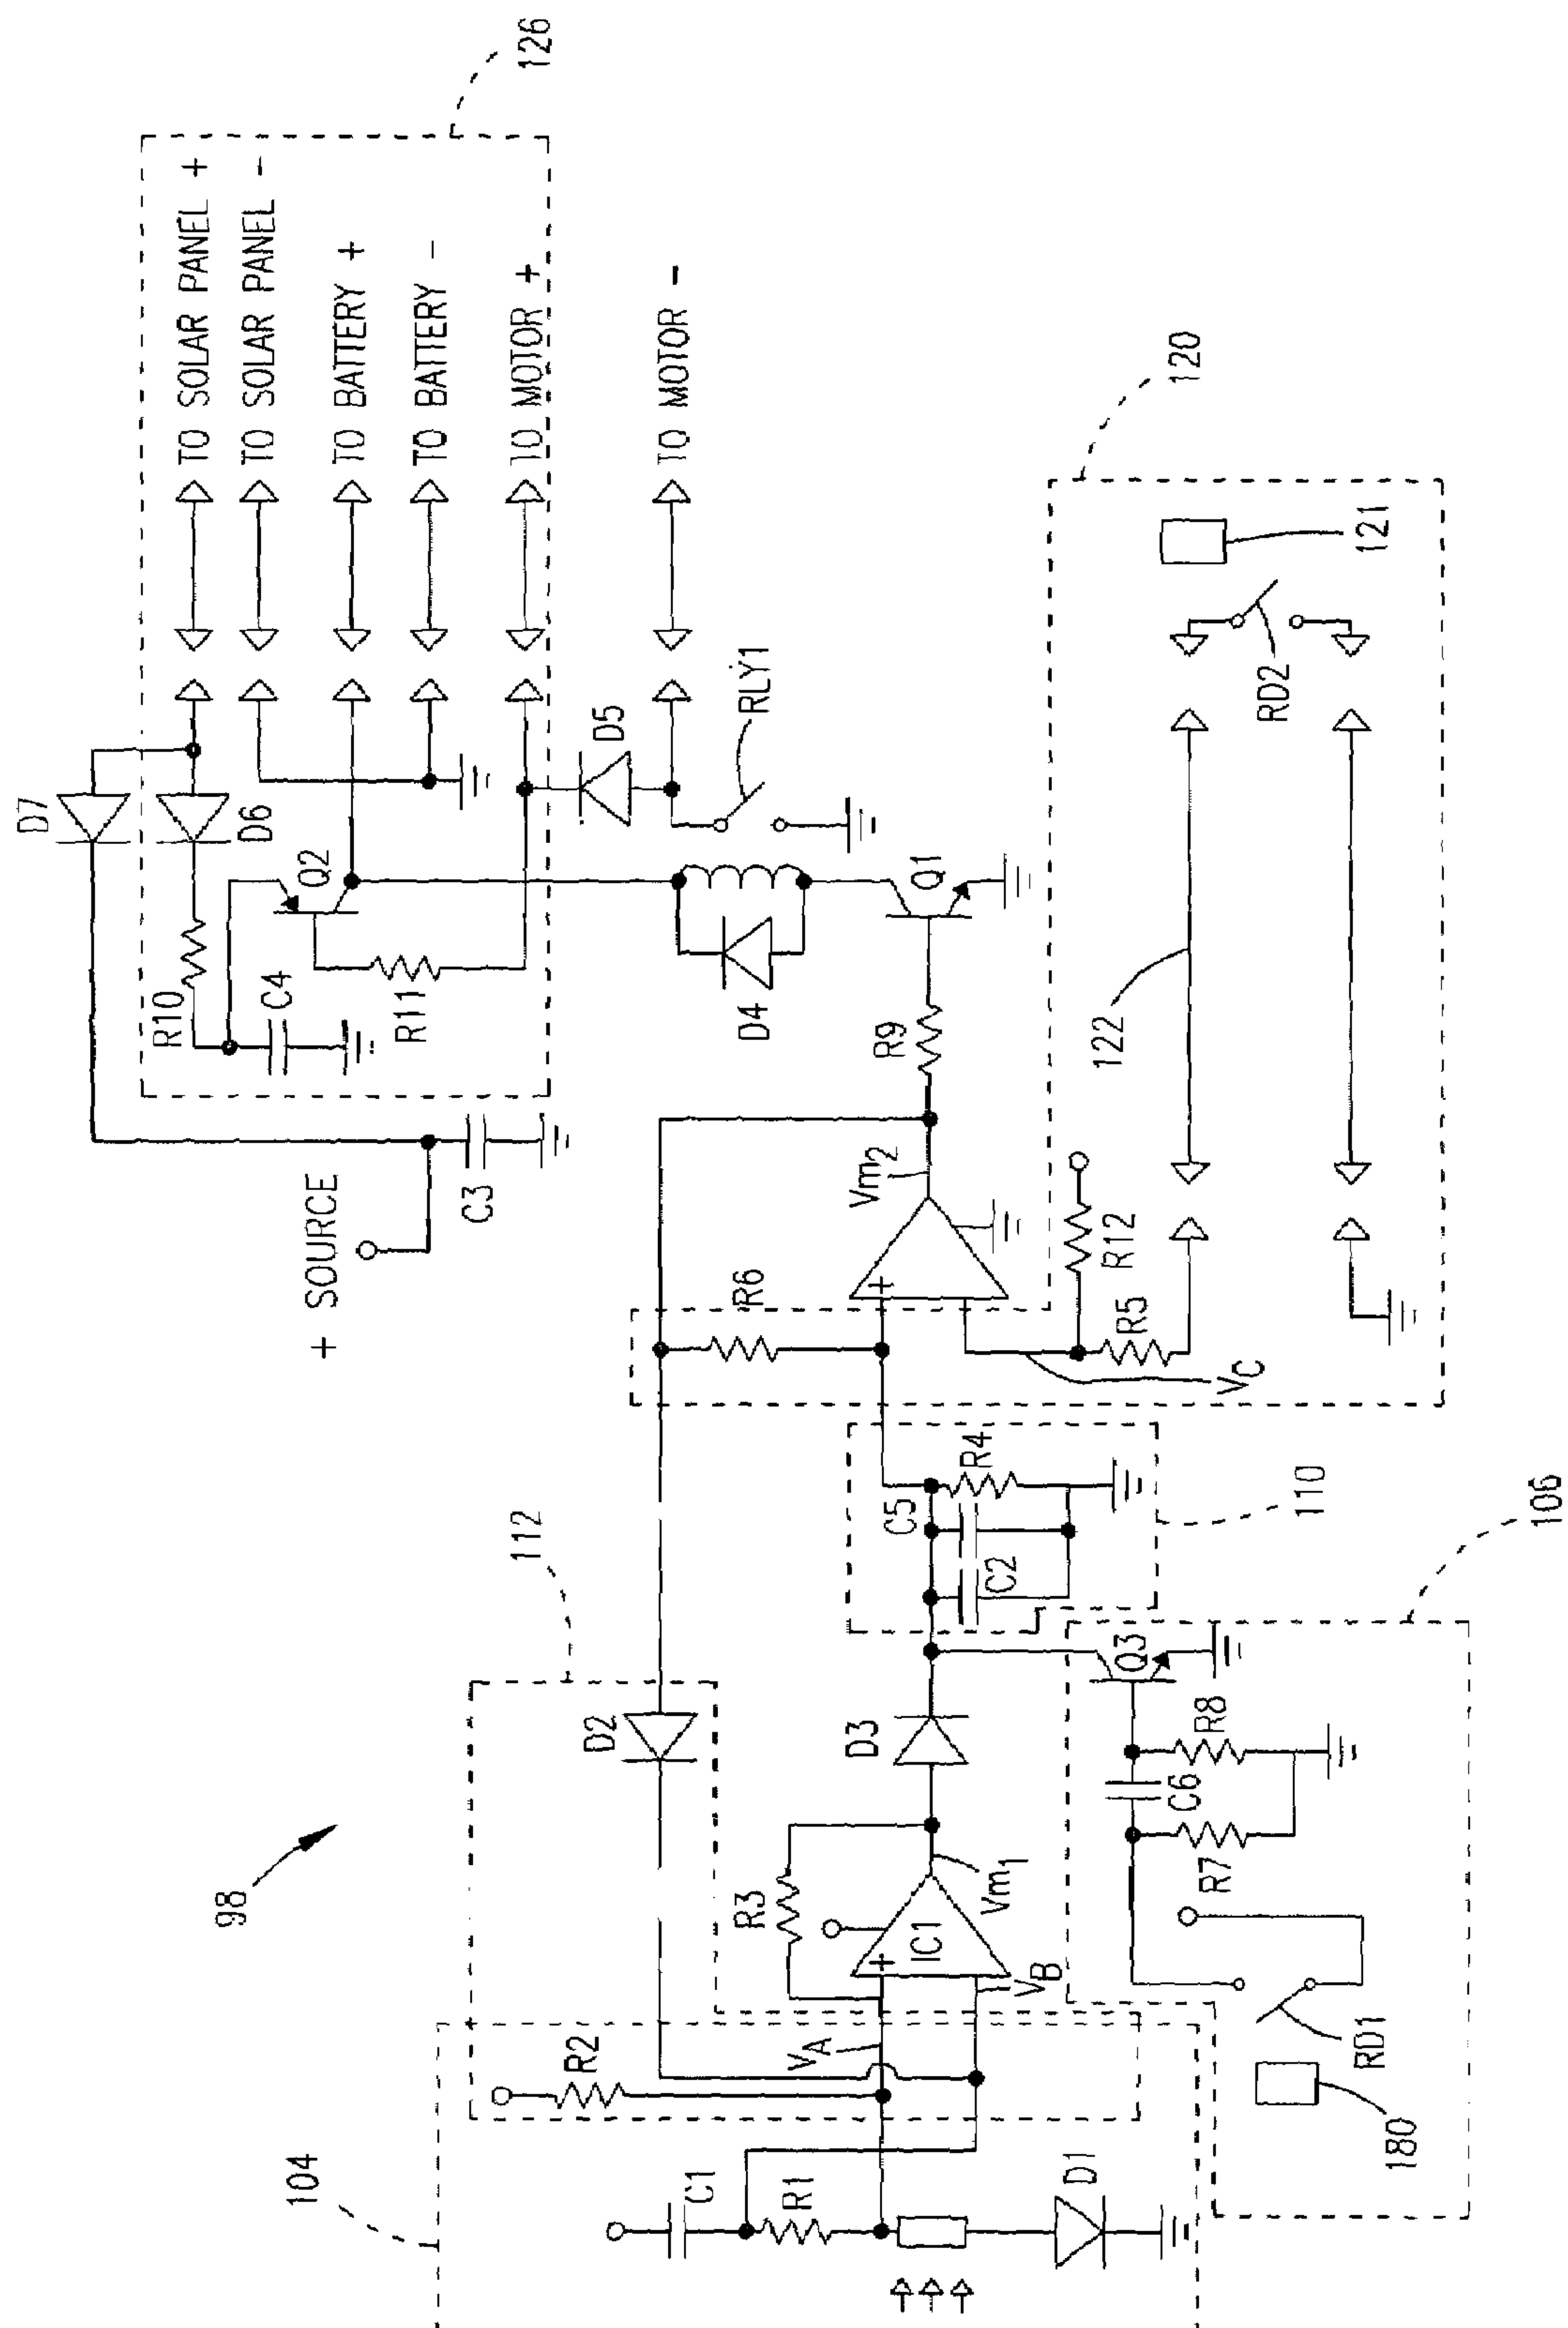 126
TO SOLAR PANEL +
TO SOLAR PANEL -
TO BATTERY +
TO BATTERY -
TO MOTOR +
TO MOTOR -
D7
D6
Q2
R10
C4
R11
D5
RLY1
D4
Q1
R9
+ SOURCE
C3
Vm2
R6
+
R12
R5
VC
120
121
RD2
122
112
D2
C5
R4
C2
110
106
D3
Q3
R8
C6
R7
98
R3
IC1
+
Vm1
VA
VB
R2
RD1
180
104
C1
R1
D1